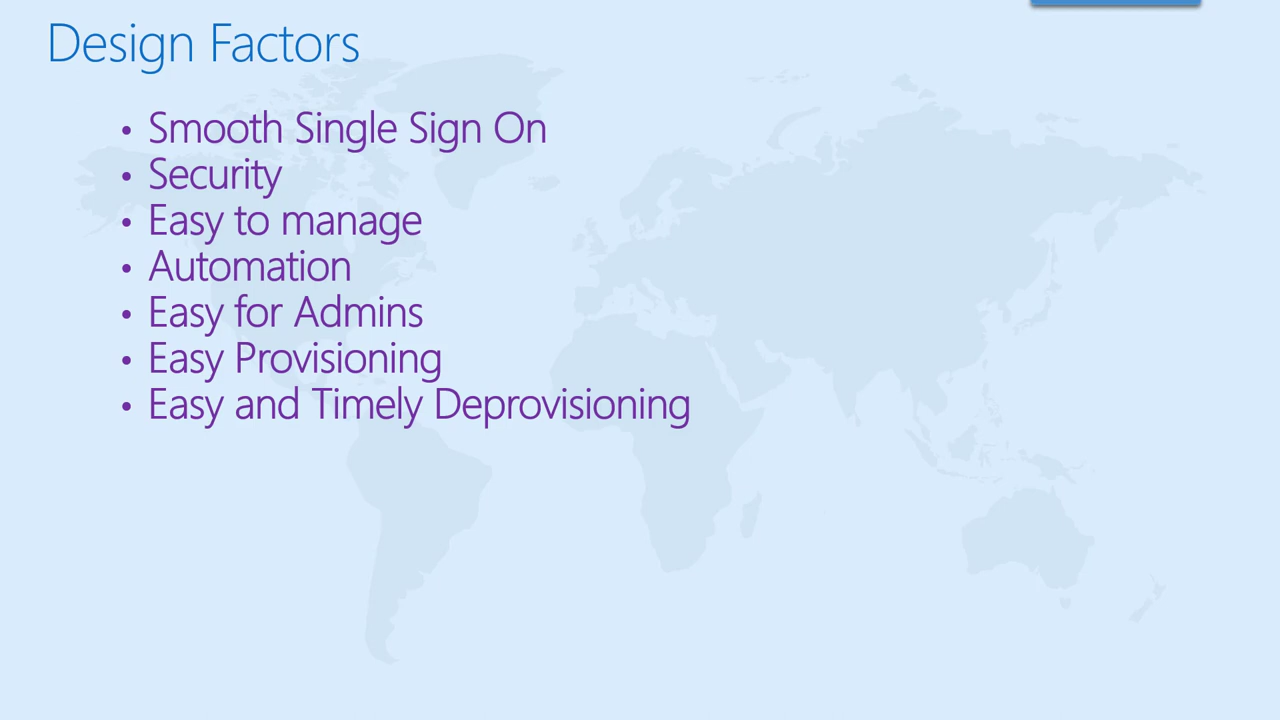 Design Factors
• Smooth Single Sign On
• Security
• Easy to manage
• Automation
• Easy for Admins
• Easy Provisioning
• Easy and Timely Deprovisioning